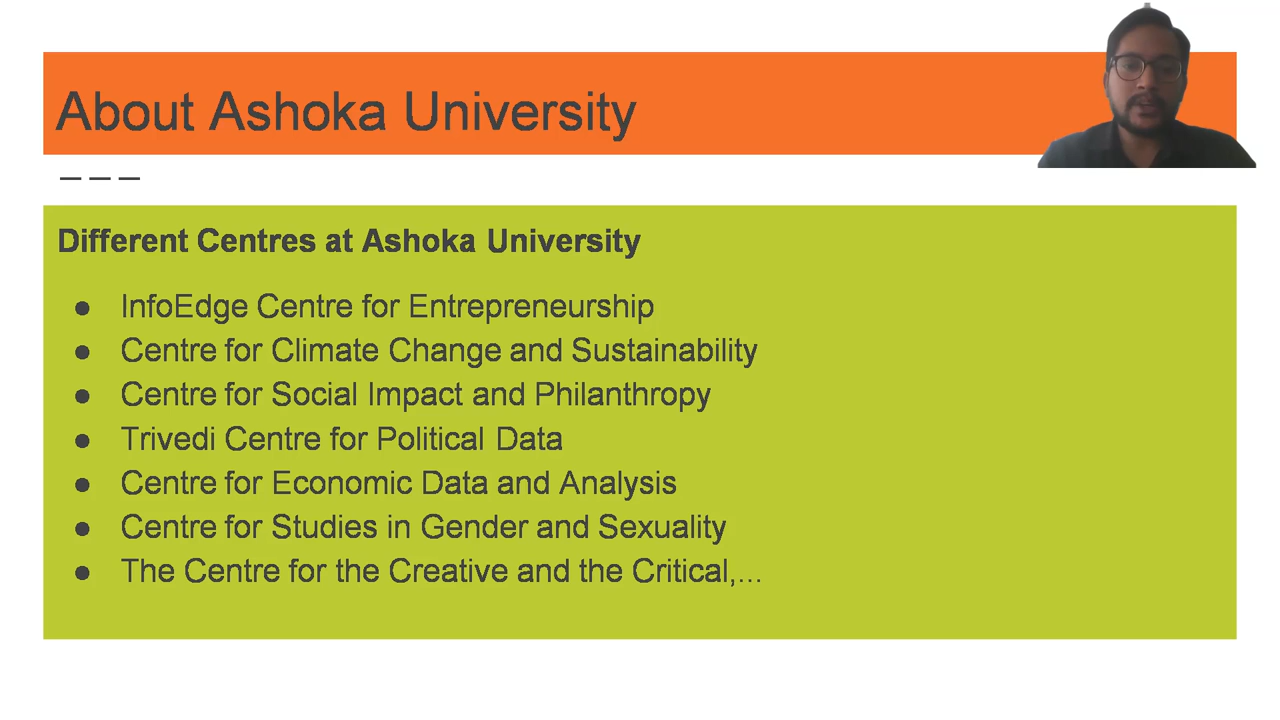 About Ashoka University
Different Centres at Ashoka University
● InfoEdge Centre for Entrepreneurship
● Centre for Climate Change and Sustainability
● Centre for Social Impact and Philanthropy
● Trivedi Centre for Political Data
● Centre for Economic Data and Analysis
● Centre for Studies in Gender and Sexuality
● The Centre for the Creative and the Critical,...